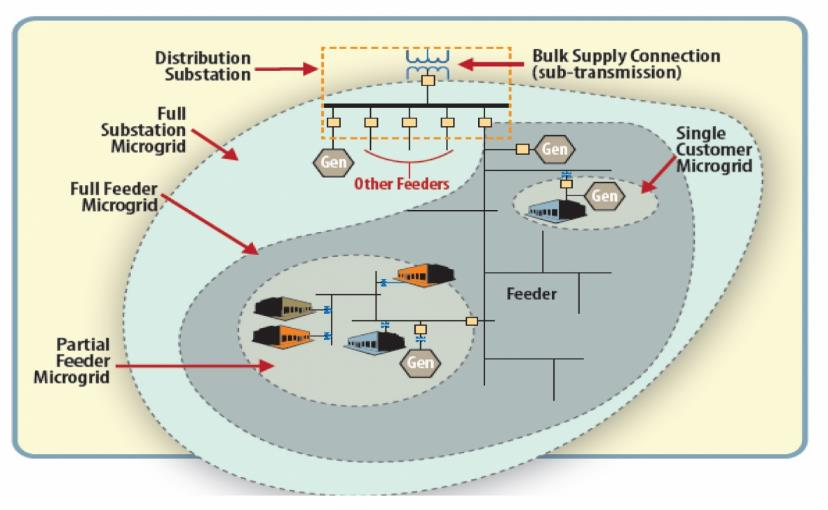 Distribution
Substation
Bulk Supply Connection
(sub-transmission)
Full
Substation
Microgrid
Single
Customer
Microgrid
Gen
Gen
Other Feeders
Full Feeder
Microgrid
Gen
Feeder
Partial
Feeder
Microgrid
Gen